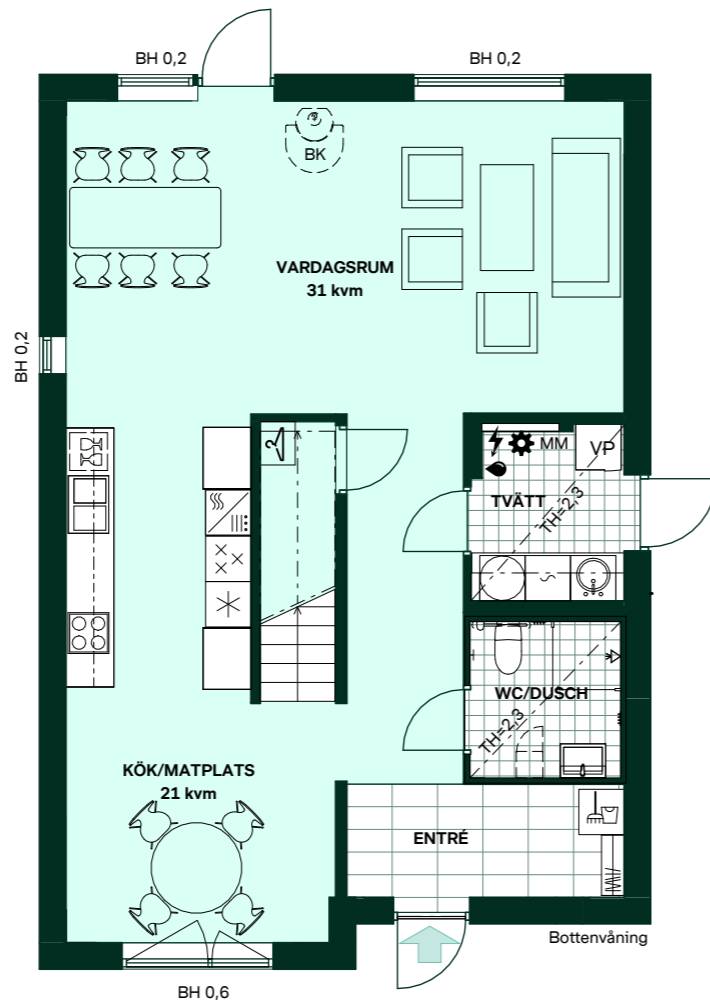 BH 0,2
BH 0,2
BK
VARDAGSRUM
31 kvm
BH 0,2
MM
VP
TVÄTT
TH=2,3
WC/DUSCH
TH=2,3
KÖK/MATPLATS
21 kvm
ENTRÉ
Bottenvåning
BH 0,6